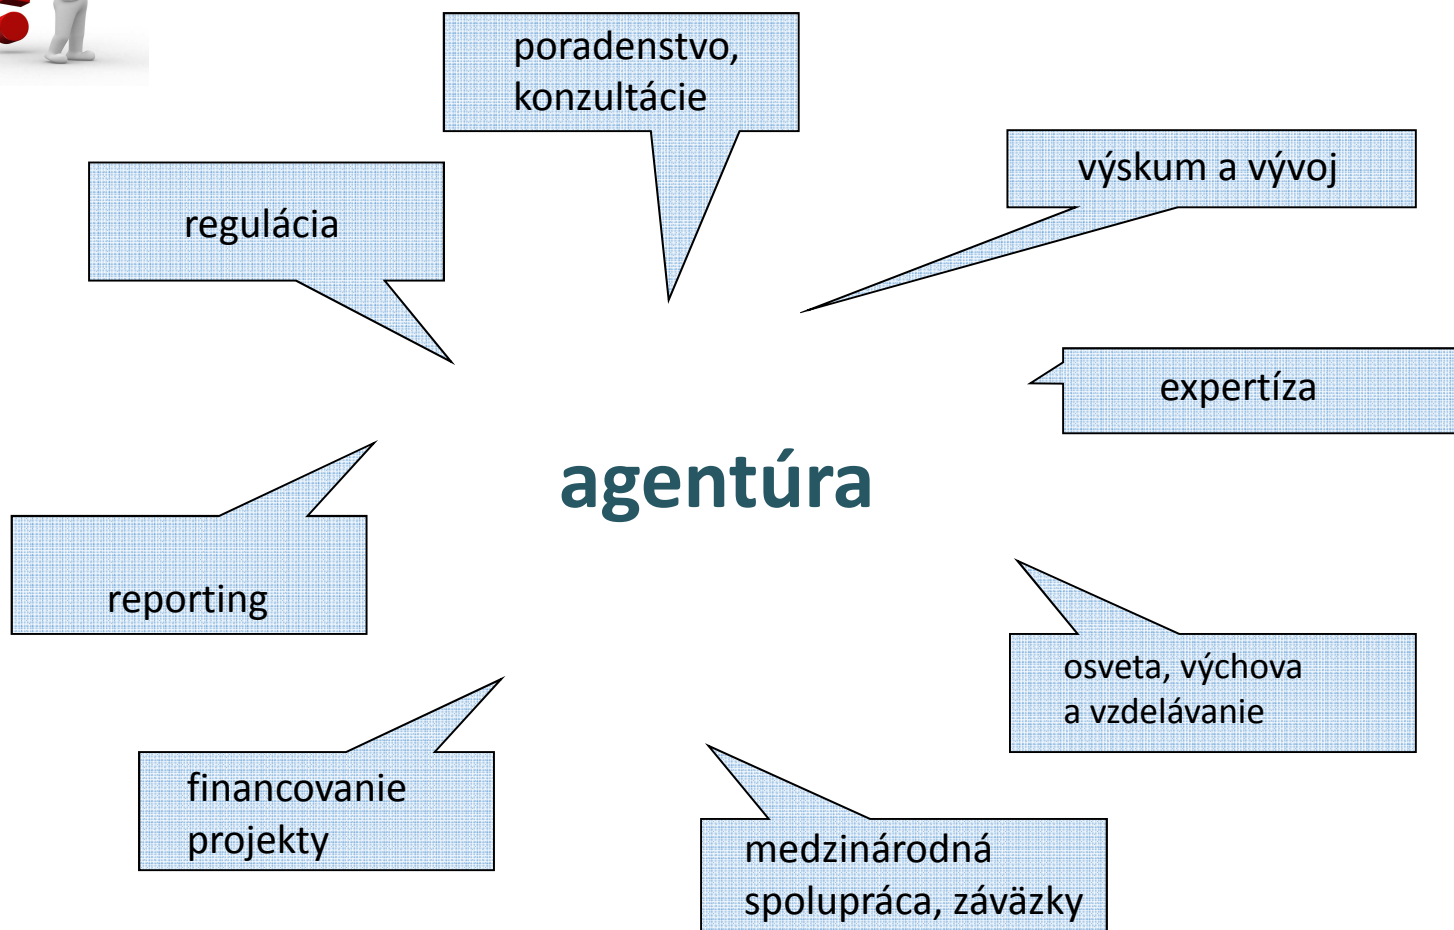 poradenstvo,
konzultácie
výskum a vývoj
regulácia
expertíza
agentúra
reporting
osveta, výchova
a vzdelávanie
financovanie
projekty
medzinárodná
spolupráca, záväzky